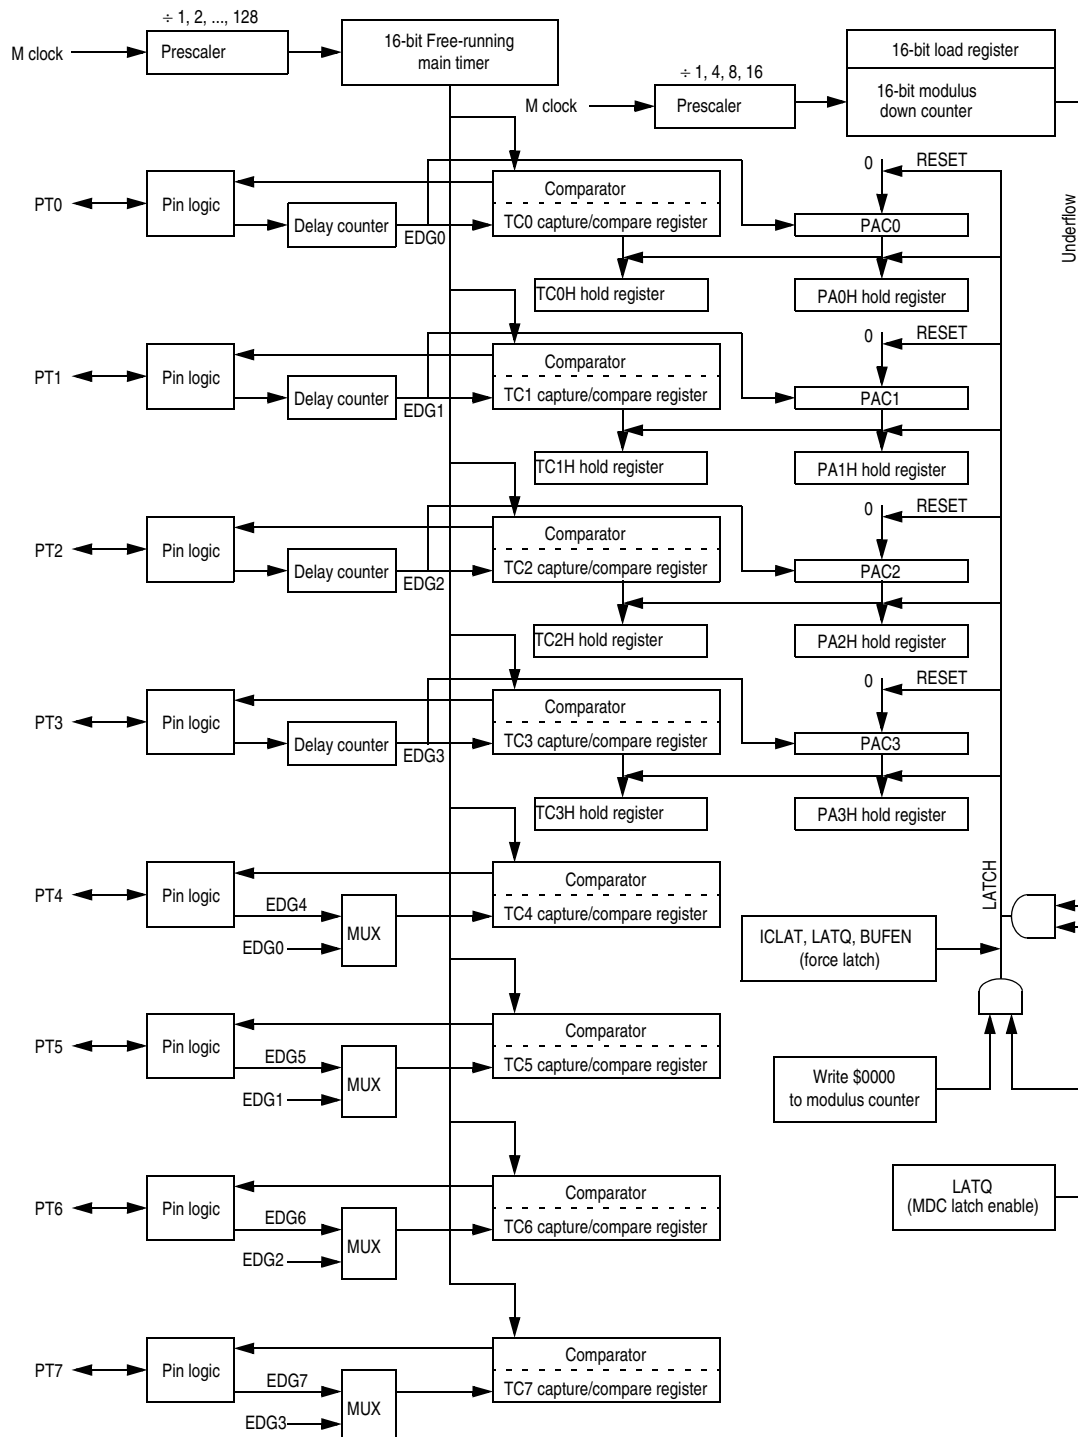 ÷ 1, 2, ..., 128
M clock
Prescaler
16-bit Free-running
main timer
16-bit load register
16-bit modulus
down counter
÷ 1, 4, 8, 16
M clock
Prescaler
Underflow
PT0
Pin logic
Delay counter
EDG0
Comparator
TC0 capture/compare register
TC0H hold register
0
RESET
PAC0
PA0H hold register
PT1
Pin logic
Delay counter
EDG1
Comparator
TC1 capture/compare register
TC1H hold register
0
RESET
PAC1
PA1H hold register
PT2
Pin logic
Delay counter
EDG2
Comparator
TC2 capture/compare register
TC2H hold register
0
RESET
PAC2
PA2H hold register
PT3
Pin logic
Delay counter
EDG3
Comparator
TC3 capture/compare register
TC3H hold register
0
RESET
PAC3
PA3H hold register
LATCH
PT4
Pin logic
EDG4
EDG0
MUX
Comparator
TC4 capture/compare register
ICLAT, LATQ, BUFEN
(force latch)
PT5
Pin logic
EDG5
EDG1
MUX
Comparator
TC5 capture/compare register
Write $0000
to modulus counter
PT6
Pin logic
EDG6
EDG2
MUX
Comparator
TC6 capture/compare register
LATQ
(MDC latch enable)
PT7
Pin logic
EDG7
EDG3
MUX
Comparator
TC7 capture/compare register